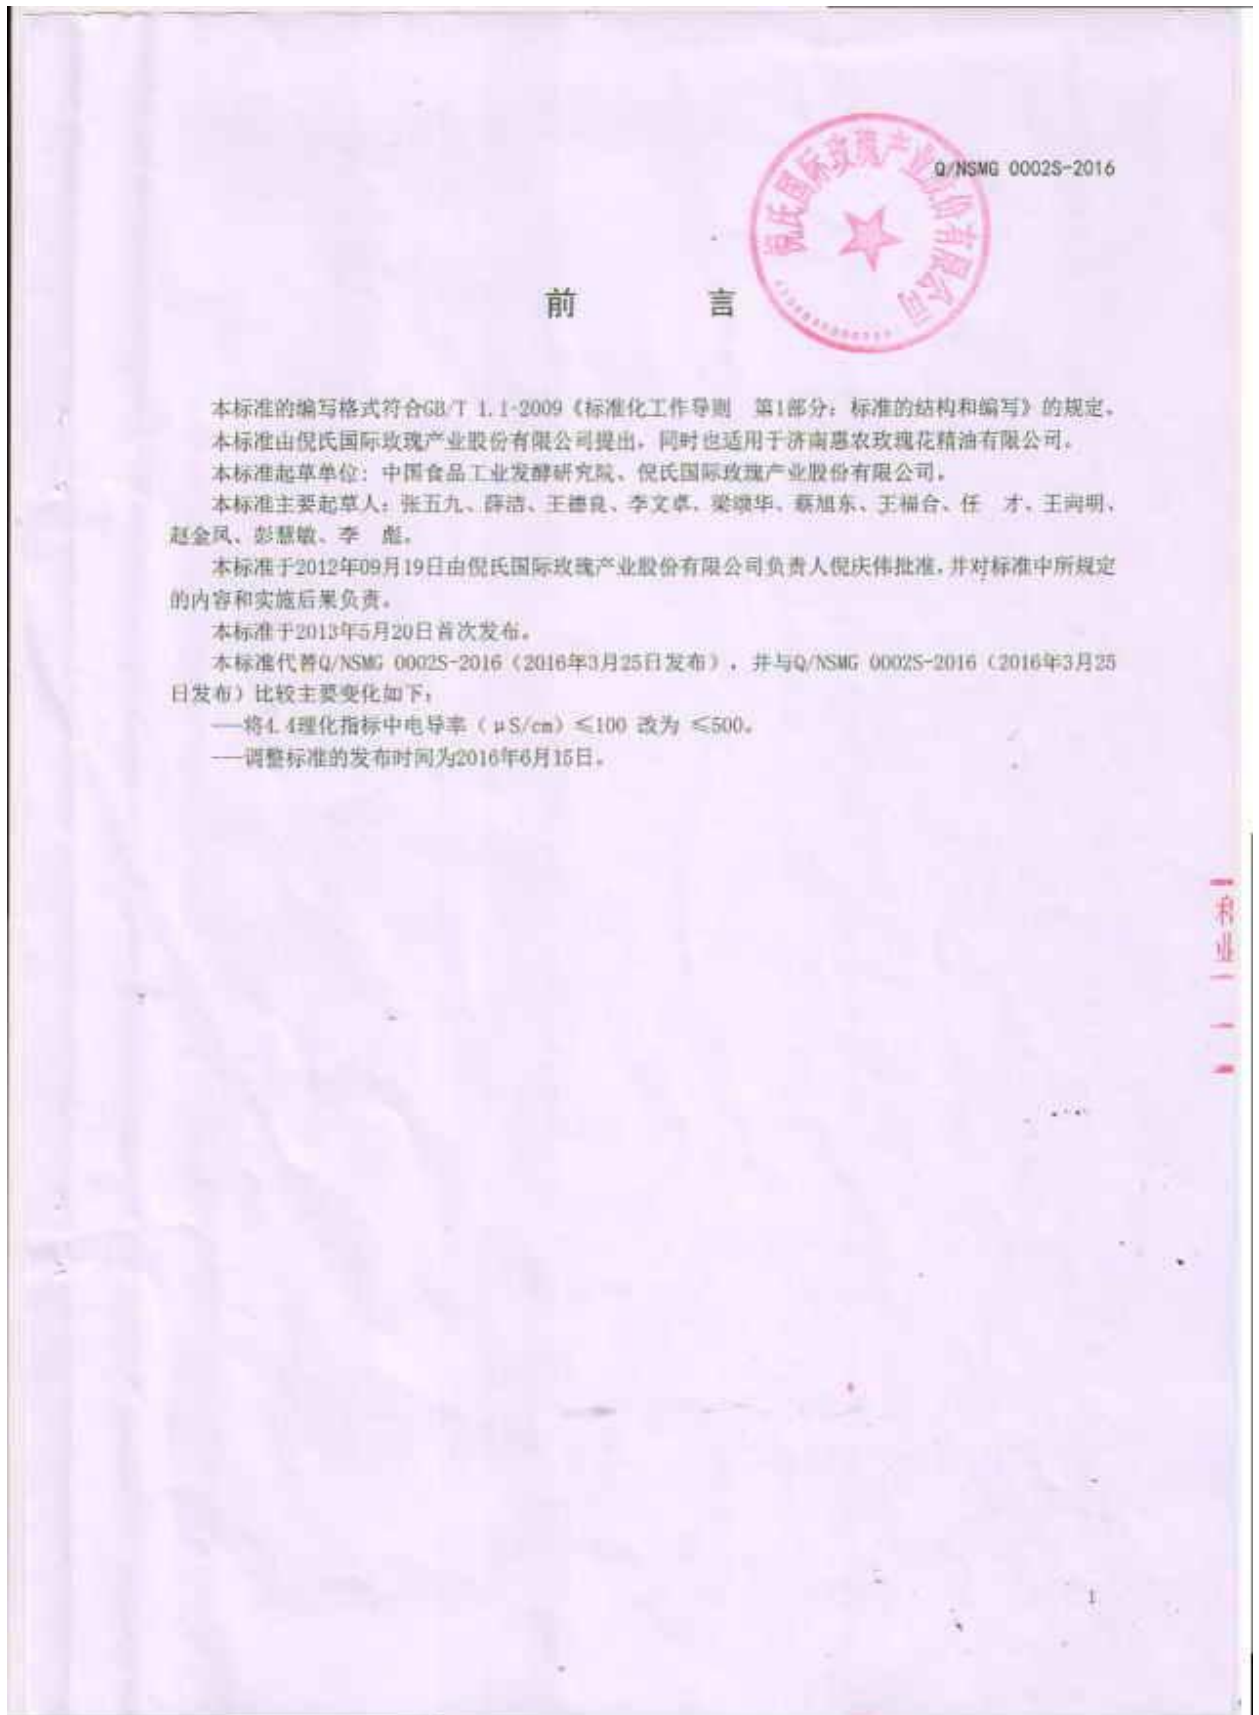 Q/NSMG 0002S-2016
倪氏国际玫瑰产业股份有限公司
前 言
本标准的编写格式符合GB/T 1.1-2009《标准化工作导则 第1部分：标准的结构和编写》的规定。
本标准由倪氏国际玫瑰产业股份有限公司提出，同时也适用于济南惠农玫瑰花精油有限公司。
本标准起草单位：中国食品工业发酵研究院、倪氏国际玫瑰产业股份有限公司。
本标准主要起草人：张五九、薛洁、王德良、李文卓、梁颂华、蔡旭东、王福合、任 才、王尚明、
赵金凤、彭慧敏、李 彪。
本标准于2012年09月19日由倪氏国际玫瑰产业股份有限公司负责人倪庆伟批准，并对标准中所规定
的内容和实施后果负责。
本标准于2013年5月20日首次发布。
本标准代替Q/NSMG 0002S-2016（2016年3月25日发布），并与Q/NSMG 0002S-2016（2016年3月25
日发布）比较主要变化如下：
——将4.4理化指标中电导率（μS/cm）≤100 改为 ≤500。
——调整标准的发布时间为2016年6月15日。
1